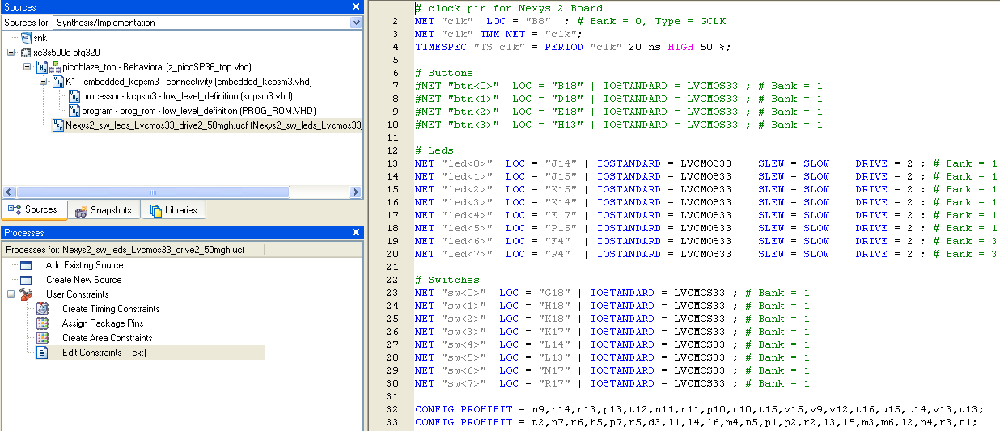 Sources
Sources for: Synthesis/Implementation
snk
xc3s500e-5fg320
picoblaze_top - Behavioral (z_picoSP36_top.vhd)
K1 - embedded_kcpsm3 - connectivity (embedded_kcpsm3.vhd)
processor - kcpsm3 - low_level_definition (kcpsm3.vhd)
program - prog_rom - low_level_definition (PROG_ROM.VHD)
Nexys2_sw_leds_Lvcmos33_drive2_50mgh.ucf (Nexys2_sw_leds_Lvcmos33_
Sources Snapshots Libraries
Processes
Processes for: Nexys2_sw_leds_Lvcmos33_drive2_50mgh.ucf
Add Existing Source
Create New Source
User Constraints
Create Timing Constraints
Assign Package Pins
Create Area Constraints
Edit Constraints (Text)
1 # clock pin for Nexys 2 Board
2 NET "clk" LOC = "B8" ; # Bank = 0, Type = GCLK
3 NET "clk" TNM_NET = "clk";
4 TIMESPEC "TS_clk" = PERIOD "clk" 20 ns HIGH 50 %;
5
6 # Buttons
7 #NET "btn<0>" LOC = "B18" | IOSTANDARD = LVCMOS33 ; # Bank = 1
8 #NET "btn<1>" LOC = "D18" | IOSTANDARD = LVCMOS33 ; # Bank = 1
9 #NET "btn<2>" LOC = "E18" | IOSTANDARD = LVCMOS33 ; # Bank = 1
10 #NET "btn<3>" LOC = "H13" | IOSTANDARD = LVCMOS33 ; # Bank = 1
11
12 # Leds
13 NET "led<0>" LOC = "J14" | IOSTANDARD = LVCMOS33 | SLEW = SLOW | DRIVE = 2 ; # Bank = 1
14 NET "led<1>" LOC = "J15" | IOSTANDARD = LVCMOS33 | SLEW = SLOW | DRIVE = 2 ; # Bank = 1
15 NET "led<2>" LOC = "K15" | IOSTANDARD = LVCMOS33 | SLEW = SLOW | DRIVE = 2 ; # Bank = 1
16 NET "led<3>" LOC = "K14" | IOSTANDARD = LVCMOS33 | SLEW = SLOW | DRIVE = 2 ; # Bank = 1
17 NET "led<4>" LOC = "E17" | IOSTANDARD = LVCMOS33 | SLEW = SLOW | DRIVE = 2 ; # Bank = 1
18 NET "led<5>" LOC = "P15" | IOSTANDARD = LVCMOS33 | SLEW = SLOW | DRIVE = 2 ; # Bank = 1
19 NET "led<6>" LOC = "F4" | IOSTANDARD = LVCMOS33 | SLEW = SLOW | DRIVE = 2 ; # Bank = 3
20 NET "led<7>" LOC = "R4" | IOSTANDARD = LVCMOS33 | SLEW = SLOW | DRIVE = 2 ; # Bank = 3
21
22 # Switches
23 NET "sw<0>" LOC = "G18" | IOSTANDARD = LVCMOS33 ; # Bank = 1
24 NET "sw<1>" LOC = "H18" | IOSTANDARD = LVCMOS33 ; # Bank = 1
25 NET "sw<2>" LOC = "K18" | IOSTANDARD = LVCMOS33 ; # Bank = 1
26 NET "sw<3>" LOC = "K17" | IOSTANDARD = LVCMOS33 ; # Bank = 1
27 NET "sw<4>" LOC = "L14" | IOSTANDARD = LVCMOS33 ; # Bank = 1
28 NET "sw<5>" LOC = "L13" | IOSTANDARD = LVCMOS33 ; # Bank = 1
29 NET "sw<6>" LOC = "N17" | IOSTANDARD = LVCMOS33 ; # Bank = 1
30 NET "sw<7>" LOC = "R17" | IOSTANDARD = LVCMOS33 ; # Bank = 1
31
32 CONFIG PROHIBIT = n9,r14,r13,p13,t12,n11,r11,p10,r10,t15,v15,v9,v12,t16,u15,t14,v13,u13;
33 CONFIG PROHIBIT = t2,n7,r6,h5,p7,r5,d3,l1,l4,l6,m4,n5,p1,p2,r2,l3,l5,m3,m6,l2,n4,r3,t1;